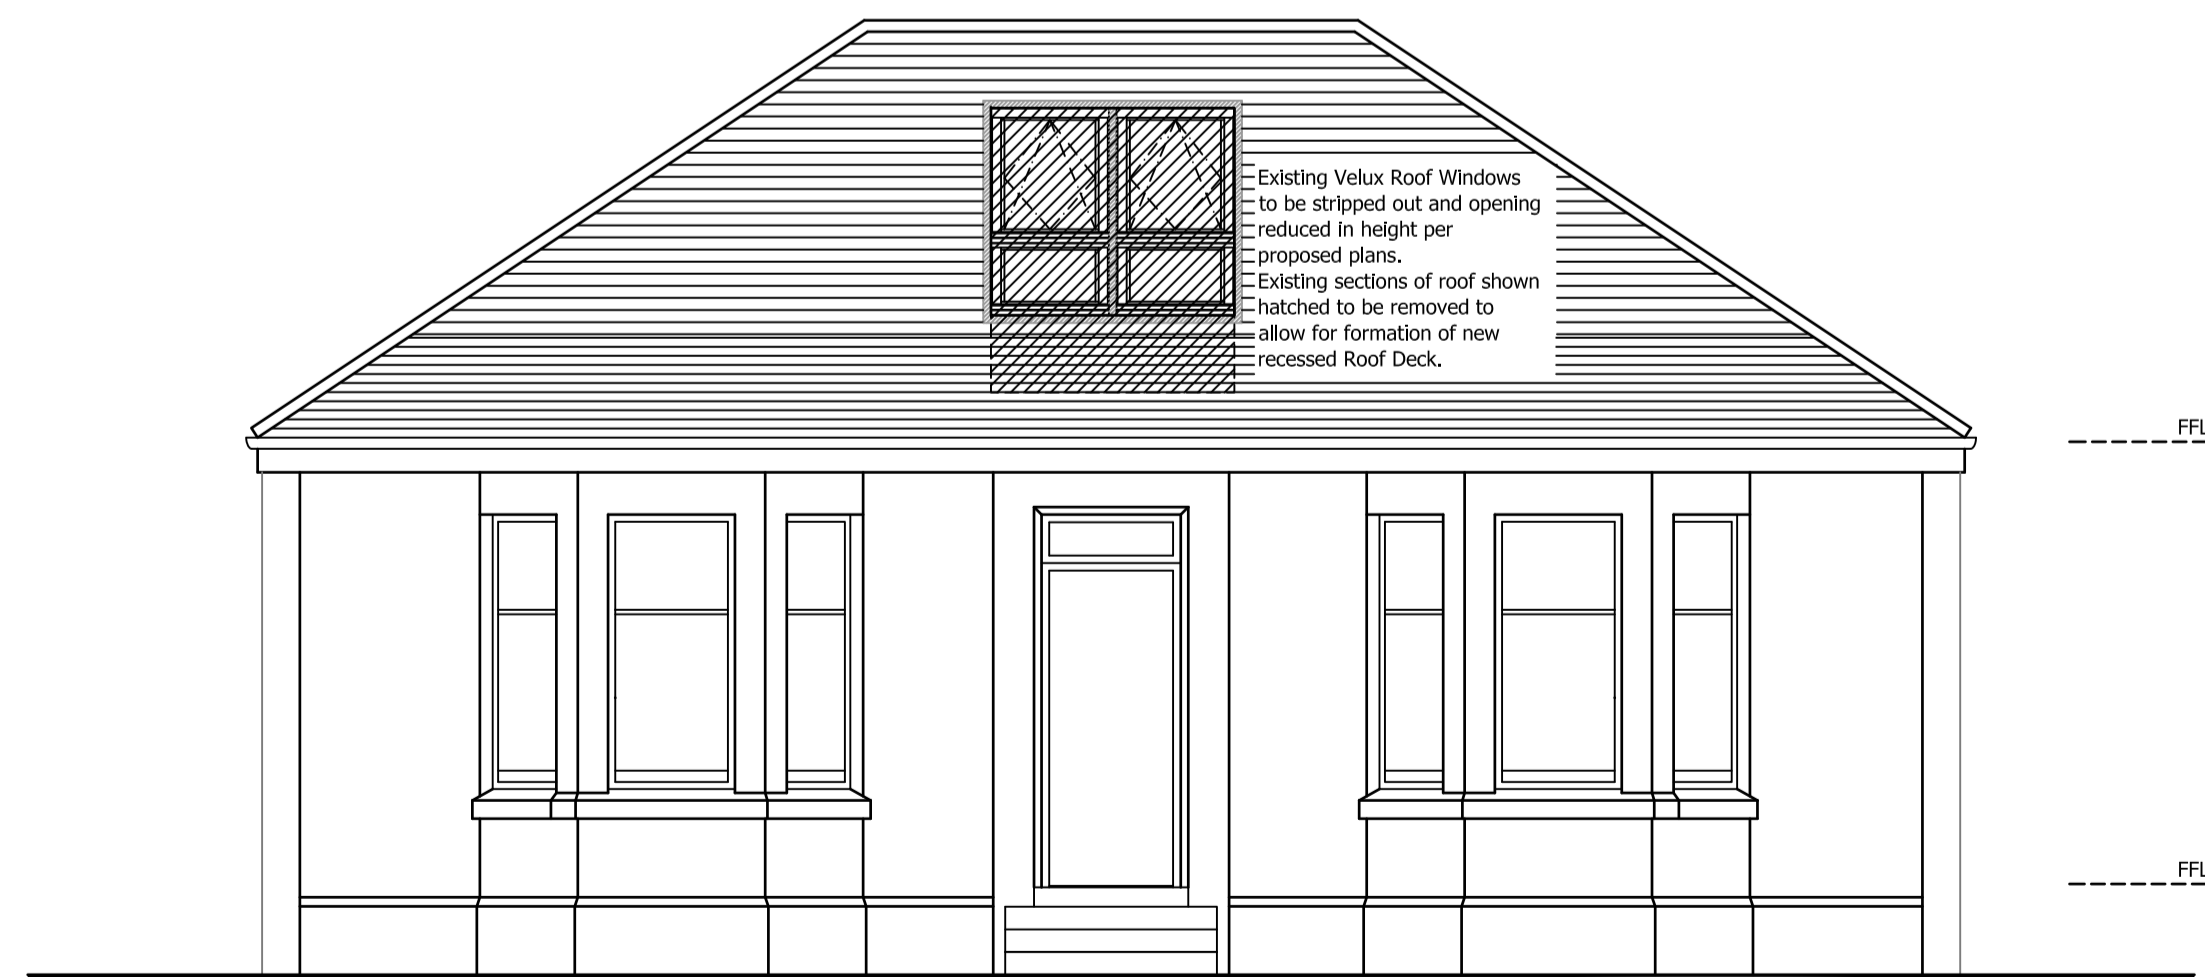 Existing Velux Roof Windows
to be stripped out and opening
reduced in height per
proposed plans.
Existing sections of roof shown
hatched to be removed to
allow for formation of new
recessed Roof Deck.
FFL
FFL